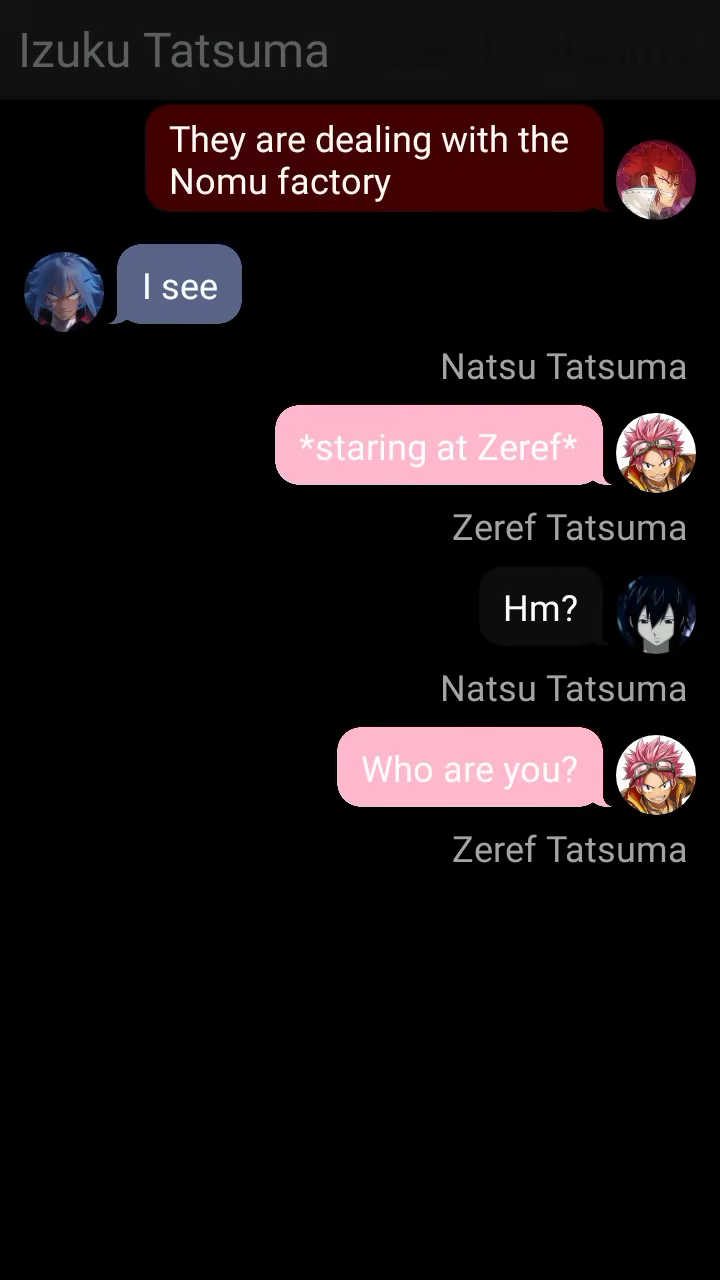 Izuku Tatsuma
They are dealing with the
Nomu factory
I see
Natsu Tatsuma
*staring at Zeref*
Zeref Tatsuma
Hm?
Natsu Tatsuma
Who are you?
Zeref Tatsuma